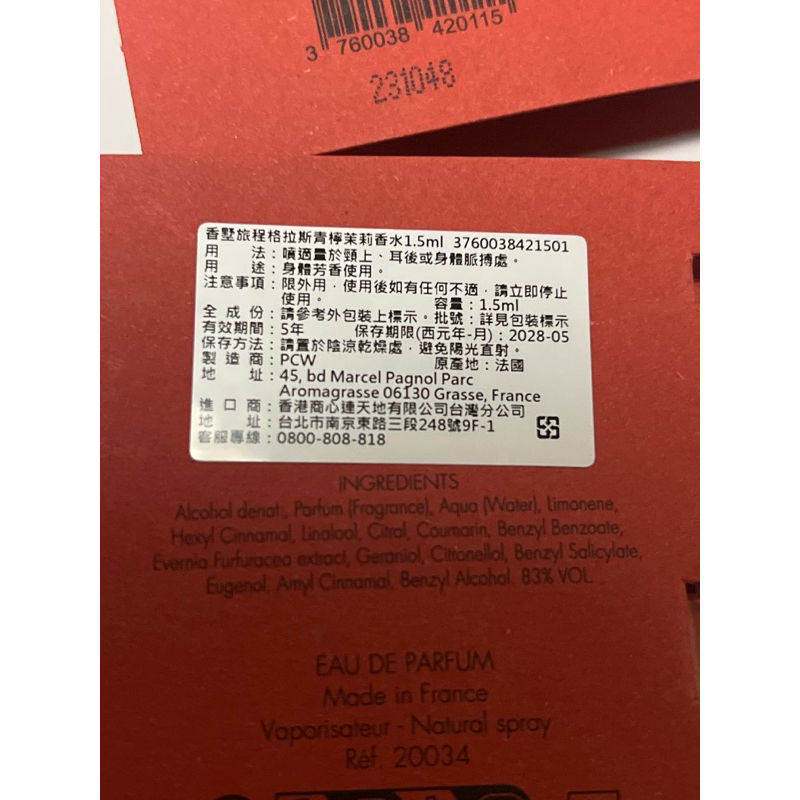 3 760038 420115
231048
香墅旅程格拉斯青檸茉莉香水1.5ml 3760038421501
用 法：噴適量於頸上、耳後或身體脈搏處。
用 途：身體芳香使用。
注意事項：限外用，使用後如有任何不適，請立即停止
使用。 容量：1.5ml
全 成 份：請參考外包裝上標示。批號：詳見包裝標示
有效期間：5年 保存期限(西元年-月)：2028-05
保存方法：請置於陰涼乾燥處，避免陽光直射。
製 造 商：PCW 原產地：法國
地 址：45, bd Marcel Pagnol Parc
Aromagrasse 06130 Grasse, France
進 口 商：香港商心連天地有限公司台灣分公司
地 址：台北市南京東路三段248號9F-1
客服專線：0800-808-818
INGREDIENTS
Alcohol denat., Parfum (Fragrance), Aqua (Water), Limonene,
Hexyl Cinnamal, Linalool, Citral, Coumarin, Benzyl Benzoate,
Evernia Furfuracea extract, Geraniol, Citronellol, Benzyl Salicylate,
Eugenol, Amyl Cinnamal, Benzyl Alcohol. 83% VOL
EAU DE PARFUM
Made in France
Vaporisateur - Natural spray
Réf. 20034